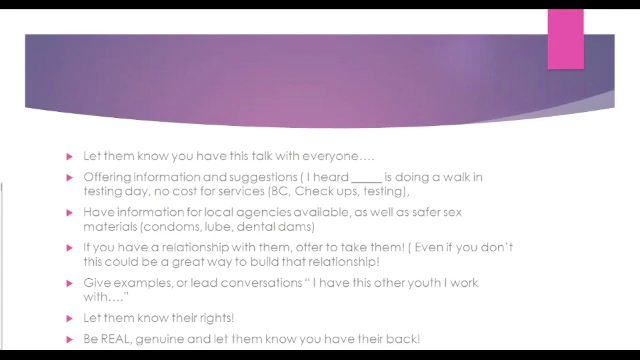 Let them know you have this talk with everyone....
Offering information and suggestions ( I heard _____ is doing a walk in
testing day, no cost for services (BC, Check ups, testing),
Have information for local agencies available, as well as safer sex
materials (condoms, lube, dental dams)
If you have a relationship with them, offer to take them! ( Even if you don't
this could be a great way to build that relationship!
Give examples, or lead conversations " I have this other youth I work
with...."
Let them know their rights!
Be REAL, genuine and let them know you have their back!